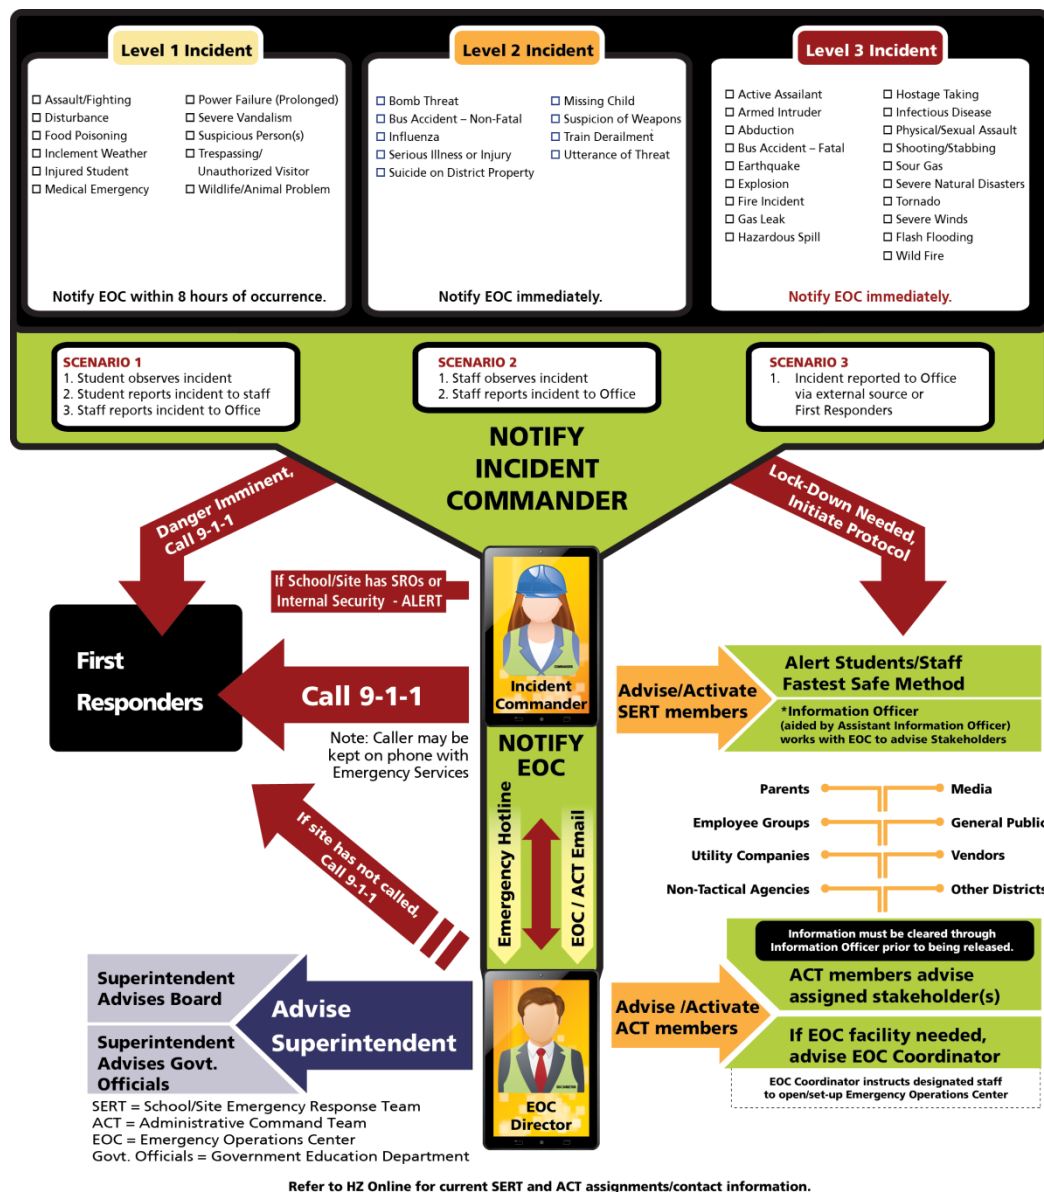 Level 1 Incident
☐ Assault/Fighting
☐ Disturbance
☐ Food Poisoning
☐ Inclement Weather
☐ Injured Student
☐ Medical Emergency
☐ Power Failure (Prolonged)
☐ Severe Vandalism
☐ Suspicious Person(s)
☐ Trespassing/
Unauthorized Visitor
☐ Wildlife/Animal Problem
Notify EOC within 8 hours of occurrence.
Level 2 Incident
☐ Bomb Threat
☐ Bus Accident – Non-Fatal
☐ Influenza
☐ Serious Illness or Injury
☐ Suicide on District Property
☐ Missing Child
☐ Suspicion of Weapons
☐ Train Derailment
☐ Utterance of Threat
Notify EOC immediately.
Level 3 Incident
☐ Active Assailant
☐ Armed Intruder
☐ Abduction
☐ Bus Accident – Fatal
☐ Earthquake
☐ Explosion
☐ Fire Incident
☐ Gas Leak
☐ Hazardous Spill
☐ Hostage Taking
☐ Infectious Disease
☐ Physical/Sexual Assault
☐ Shooting/Stabbing
☐ Sour Gas
☐ Severe Natural Disasters
☐ Tornado
☐ Severe Winds
☐ Flash Flooding
☐ Wild Fire
Notify EOC immediately.
SCENARIO 1
1. Student observes incident
2. Student reports incident to staff
3. Staff reports incident to Office
SCENARIO 2
1. Staff observes incident
2. Staff reports incident to Office
SCENARIO 3
1. Incident reported to Office
via external source or
First Responders
NOTIFY
INCIDENT
COMMANDER
Danger Imminent,
Call 9-1-1
Lock-Down Needed,
Initiate Protocol
If School/Site has SROs or
Internal Security - ALERT
First
Responders
Call 9-1-1
Note: Caller may be
kept on phone with
Emergency Services
COMMANDER
Incident
Commander
Advise/Activate
SERT members
Alert Students/Staff
Fastest Safe Method
*Information Officer
(aided by Assistant Information Officer)
works with EOC to advise Stakeholders
NOTIFY
EOC
Emergency Hotline
EOC / ACT Email
If site has not called,
Call 9-1-1
Parents
Media
Employee Groups
General Public
Utility Companies
Vendors
Non-Tactical Agencies
Other Districts
Information must be cleared through
Information Officer prior to being released.
ACT members advise
assigned stakeholder(s)
If EOC facility needed,
advise EOC Coordinator
EOC Coordinator instructs designated staff
to open/set-up Emergency Operations Center
Advise /Activate
ACT members
EOC DIRECTOR
EOC
Director
Advise
Superintendent
Superintendent
Advises Board
Superintendent
Advises Govt.
Officials
SERT = School/Site Emergency Response Team
ACT = Administrative Command Team
EOC = Emergency Operations Center
Govt. Officials = Government Education Department
Refer to HZ Online for current SERT and ACT assignments/contact information.